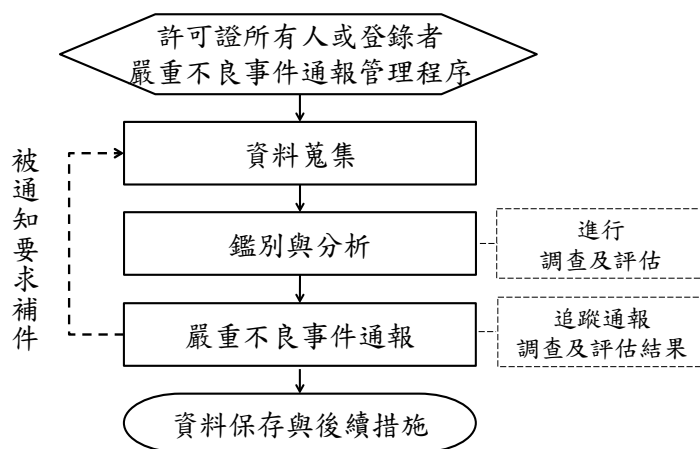 許可證所有人或登錄者
嚴重不良事件通報管理程序
資料蒐集
被通知要求補件
鑑別與分析
進行
調查及評估
嚴重不良事件通報
追蹤通報
調查及評估結果
資料保存與後續措施